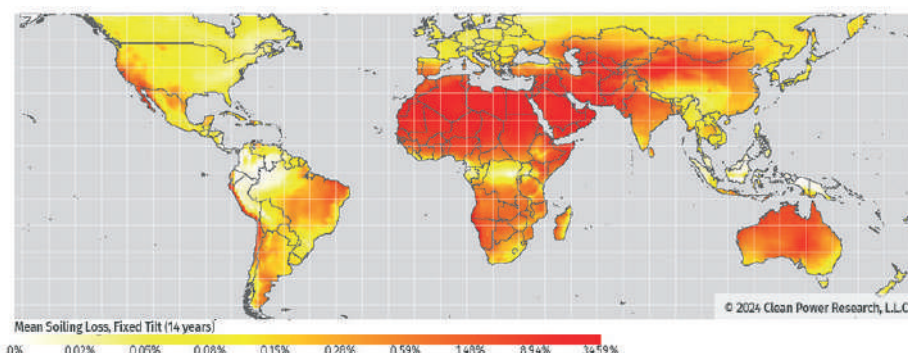 © 2024 Clean Power Research, L.L.C
Mean Soiling Loss, Fixed Tilt (14 years)
.0% 0.02% 0.05% 0.08% 0.15% 0.28% 0.59% 1.48% 8.94% 34.59%